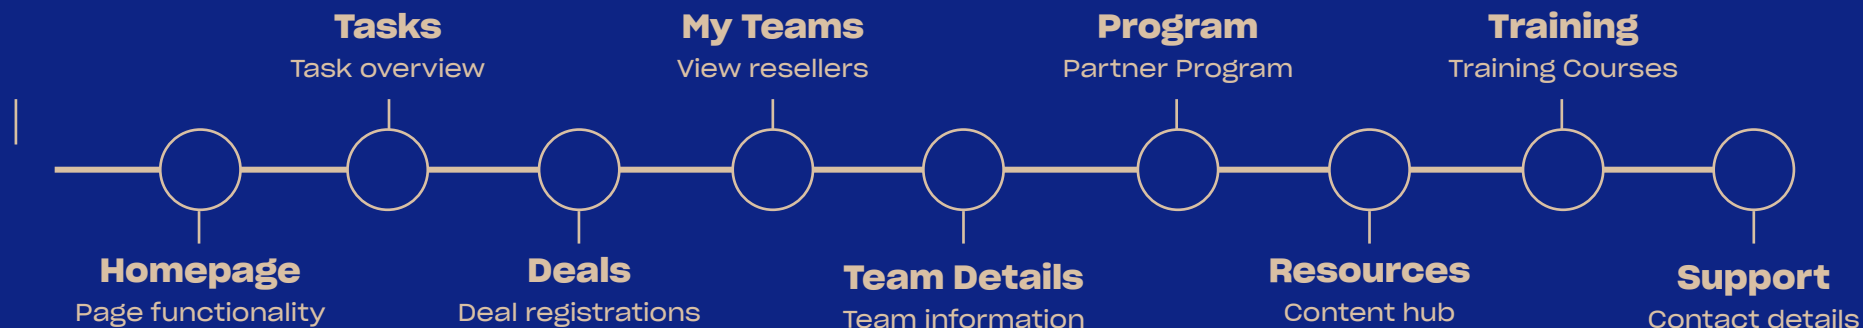 Tasks
Task overview
My Teams
View resellers
Program
Partner Program
Training
Training Courses
Homepage
Page functionality
Deals
Deal registrations
Team Details
Team information
Resources
Content hub
Support
Contact details